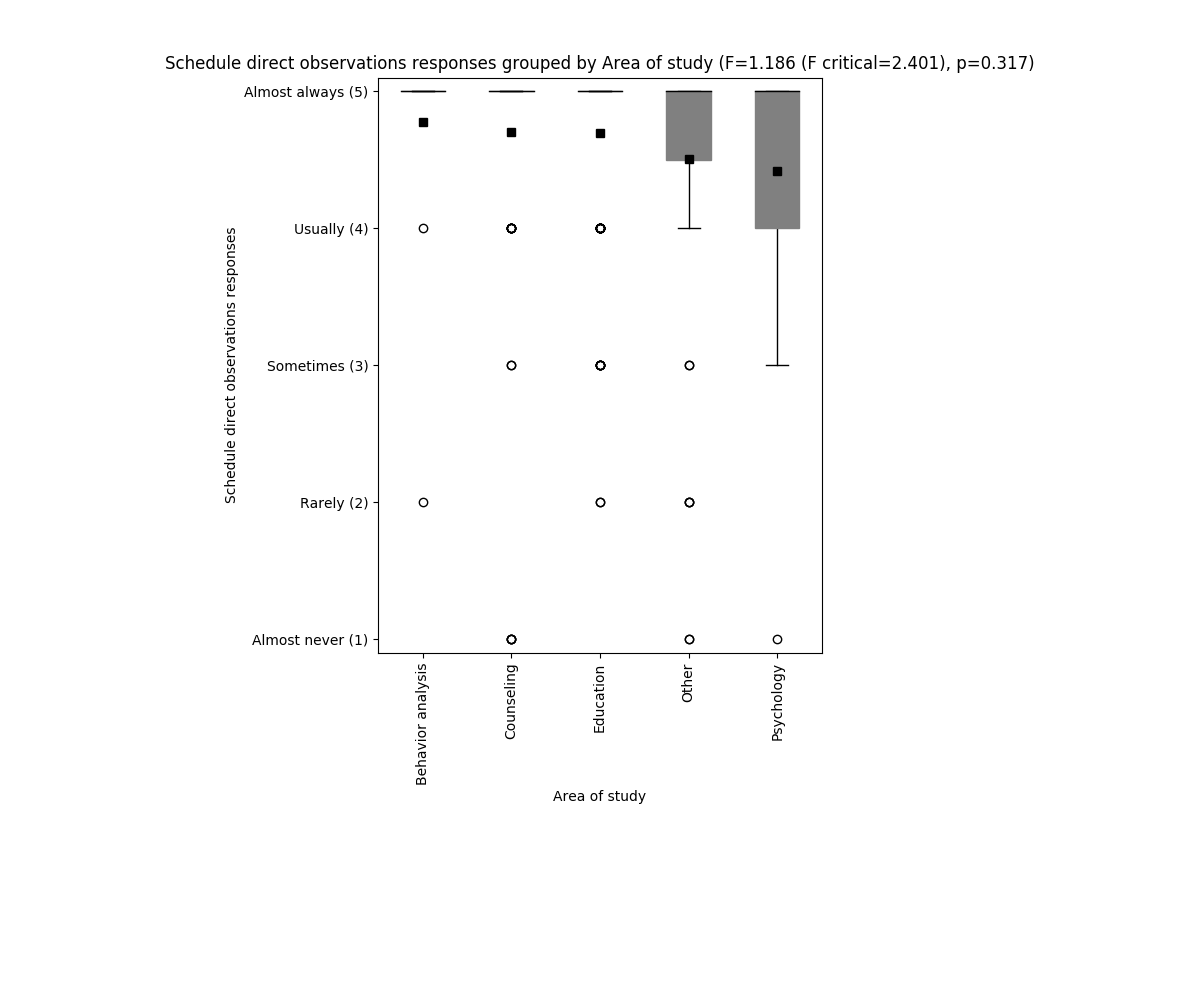 Schedule direct observations responses grouped by Area of study (F=1.186 (F critical=2.401), p=0.317)
Almost always (5)
Usually (4)
Sometimes (3)
Rarely (2)
Almost never (1)
Schedule direct observations responses
Behavior analysis
Counseling
Education
Other
Psychology
Area of study